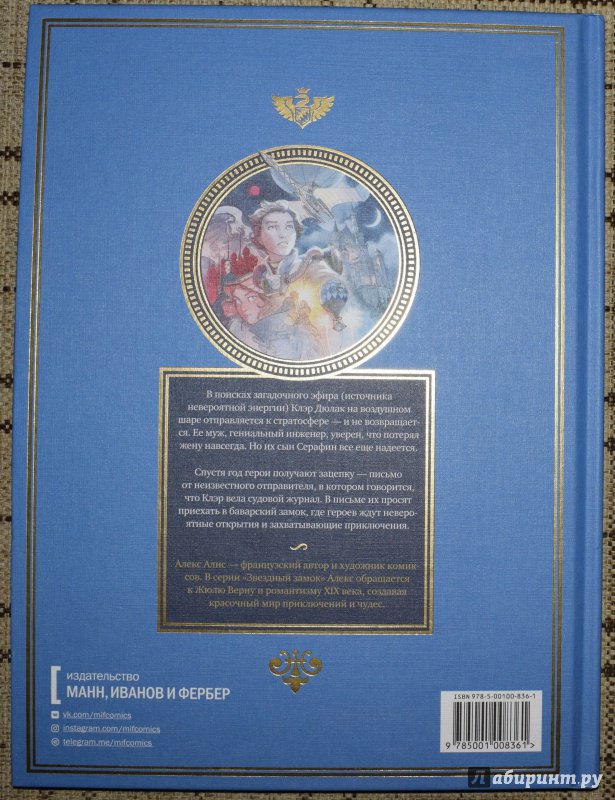 В поисках загадочного эфира (источника
невероятной энергии) Клэр Дюлак на воздушном
шаре отправляется к стратосфере — и не возвращает-
ся. Ее муж, гениальный инженер, уверен, что потерял
жену навсегда. Но их сын Серафин все еще надеется.
Спустя год герои получают зацепку — письмо
от неизвестного отправителя, в котором говорится,
что Клэр вела судовой журнал. В письме их просят
приехать в баварский замок, где героев ждут неверо-
ятные открытия и захватывающие приключения.
Алекс Алис — французский автор и художник комик
сов. В серии «Звездный замок» Алекс обращается
к Жюлю Верну и романтизму XIX века, создавая
красочный мир приключений и чудес.
издательство
МАНН, ИВАНОВ И ФЕРБЕР
vk.com/mifcomics
instagram.com/mifcomics
telegram.me/mifcomics
ISBN 978-5-00100-836-1
9 785001 008361 >
Лабиринт.ру